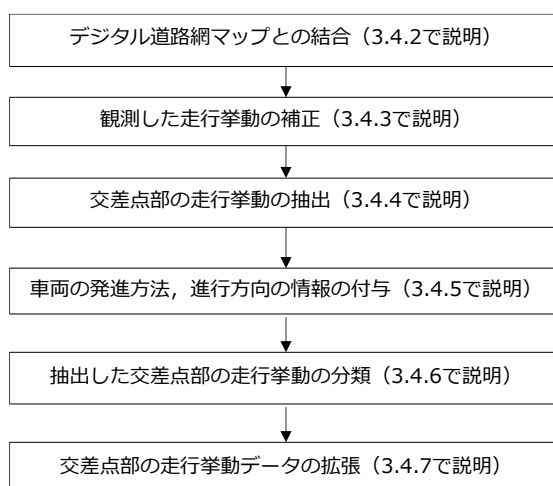 デジタル道路網マップとの結合（3.4.2で説明）
観測した走行挙動の補正（3.4.3で説明）
交差点部の走行挙動の抽出（3.4.4で説明）
車両の発進方法，進行方向の情報の付与（3.4.5で説明）
抽出した交差点部の走行挙動の分類（3.4.6で説明）
交差点部の走行挙動データの拡張（3.4.7で説明）